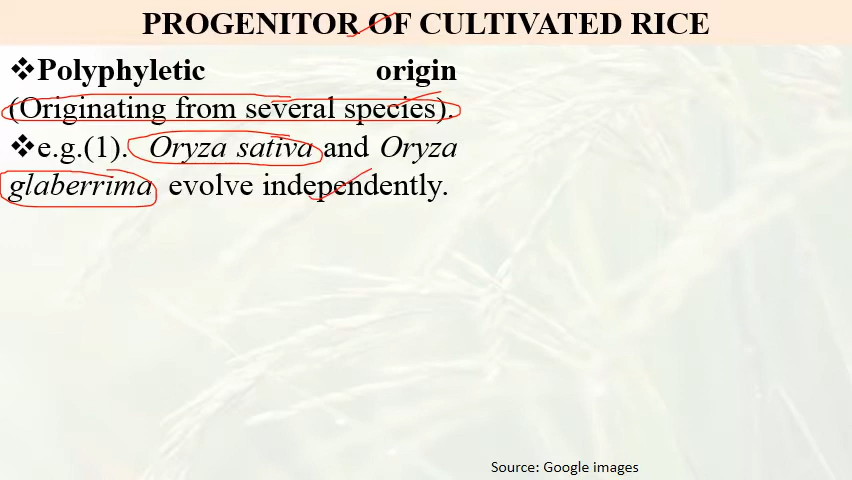 PROGENITOR OF CULTIVATED RICE
❖Polyphyletic origin
(Originating from several species).
❖e.g.(1). Oryza sativa and Oryza
glaberrima evolve independently.
Source: Google images